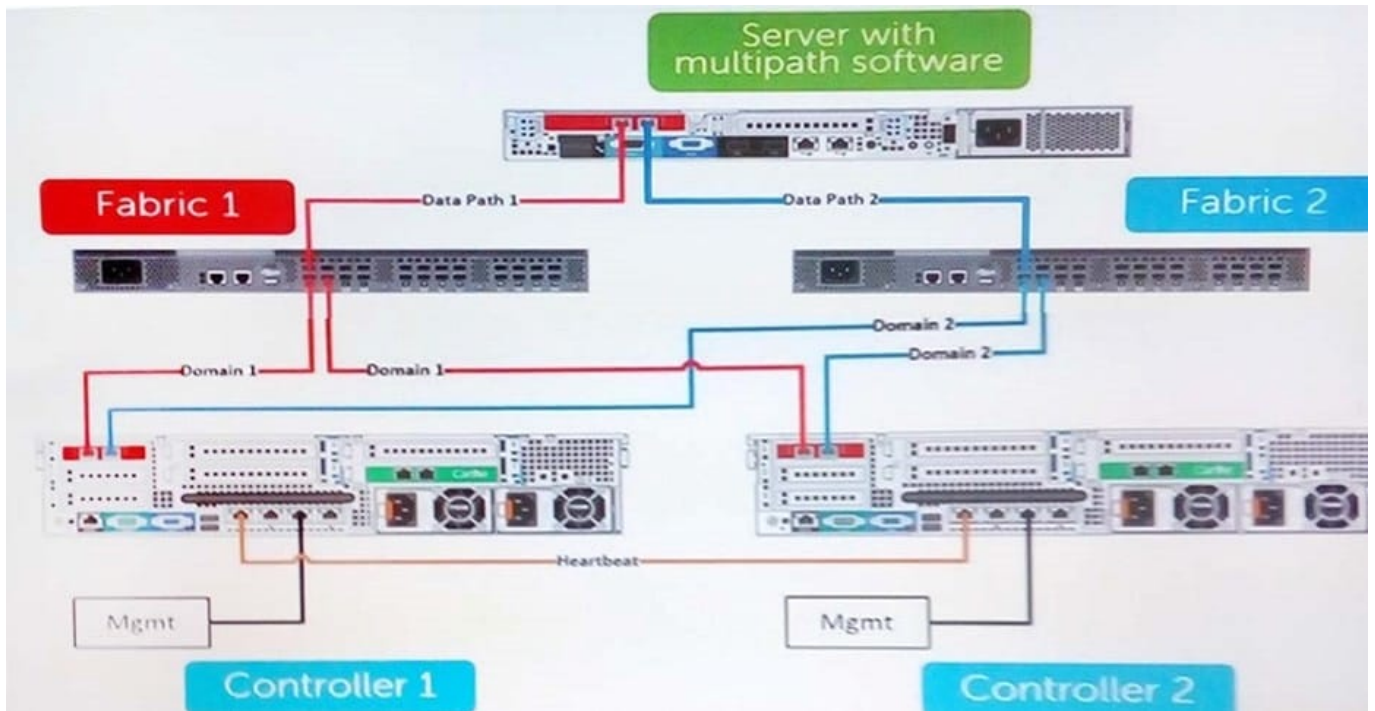 Server with
multipath software
Fabric 1
Data Path 1
Data Path 2
Fabric 2
Domain 2
Domain 2
Domain 1
Domain 1
Heartbeat
Mgmt
Mgmt
Controller 1
Controller 2